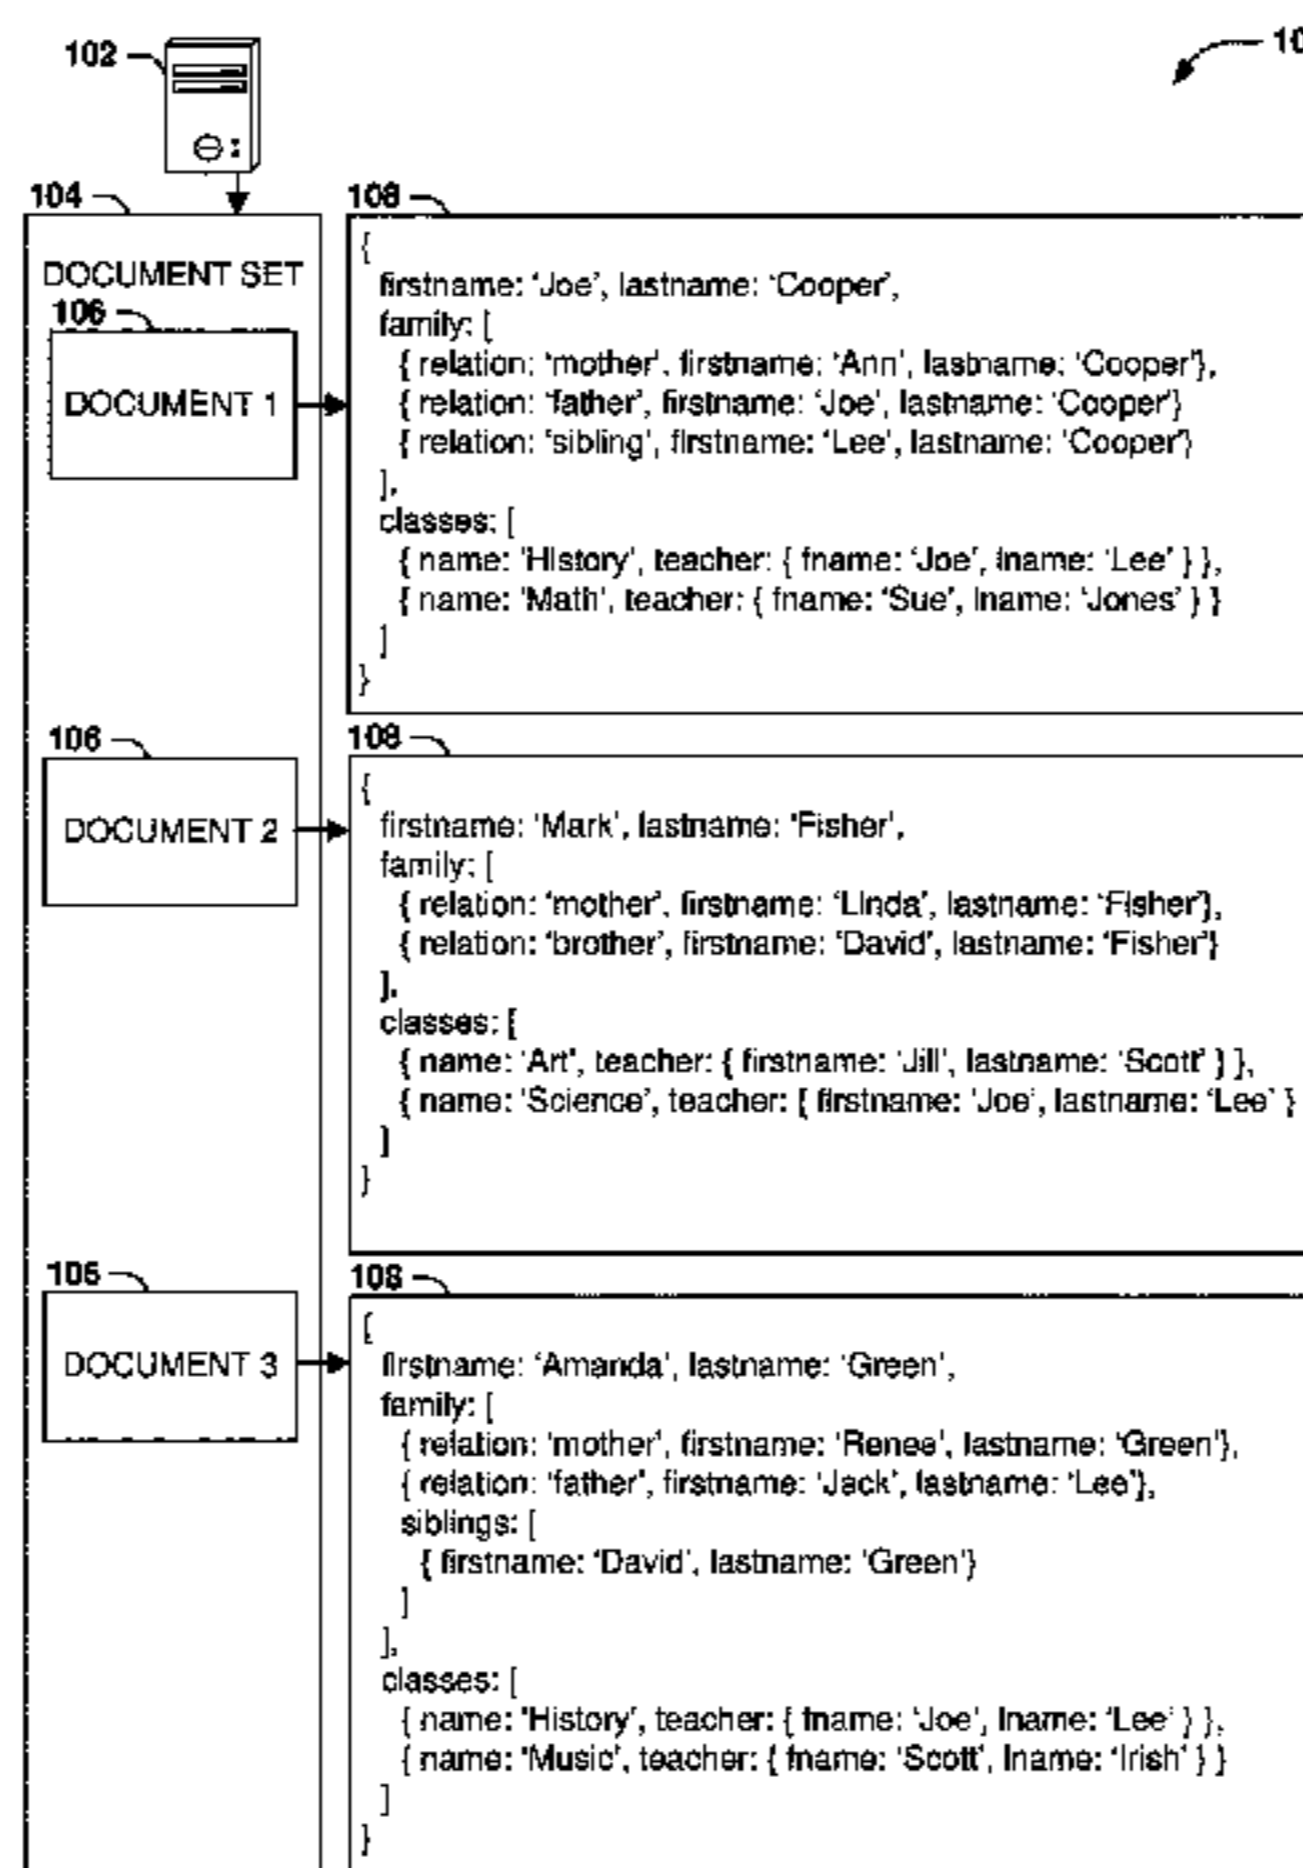 102
10
104
108
DOCUMENT SET
106
DOCUMENT 1
{
firstname: 'Joe', lastname: 'Cooper',
family: [
{ relation: 'mother', firstname: 'Ann', lastname: 'Cooper'},
{ relation: 'father', firstname: 'Joe', lastname: 'Cooper'}
{ relation: 'sibling', firstname: 'Lee', lastname: 'Cooper'}
],
classes: [
{ name: 'History', teacher: { fname: 'Joe', lname: 'Lee' } },
{ name: 'Math', teacher: { fname: 'Sue', lname: 'Jones' } }
]
}
106
108
DOCUMENT 2
{
firstname: 'Mark', lastname: 'Fisher',
family: [
{ relation: 'mother', firstname: 'Linda', lastname: 'Fisher'},
{ relation: 'brother', firstname: 'David', lastname: 'Fisher'}
],
classes: [
{ name: 'Art', teacher: { firstname: 'Jill', lastname: 'Scott' } },
{ name: 'Science', teacher: { firstname: 'Joe', lastname: 'Lee' }
]
}
106
108
DOCUMENT 3
{
firstname: 'Amanda', lastname: 'Green',
family: [
{ relation: 'mother', firstname: 'Renee', lastname: 'Green'},
{ relation: 'father', firstname: 'Jack', lastname: 'Lee'},
siblings: [
{ firstname: 'David', lastname: 'Green'}
]
],
classes: [
{ name: 'History', teacher: { fname: 'Joe', lname: 'Lee' } },
{ name: 'Music', teacher: { fname: 'Scott', lname: 'Irish' } }
]
}